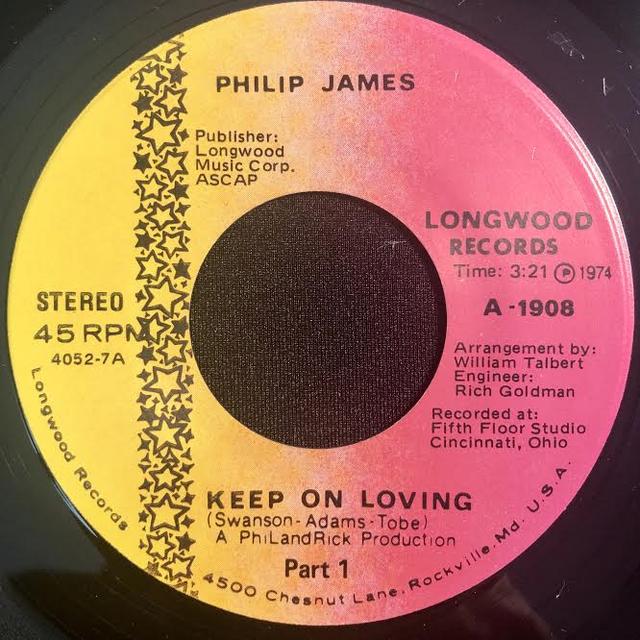 PHILIP JAMES
Publisher:
Longwood
Music Corp.
ASCAP
LONGWOOD
RECORDS
Time: 3:21 Ⓟ 1974
A-1908
STEREO
45 RPM
4052-7A
Arrangement by:
William Talbert
Engineer:
Rich Goldman
Recorded at:
Fifth Floor Studio
Cincinnati, Ohio
KEEP ON LOVING
(Swanson-Adams-Tobe)
A PhiLandRick Production
Part 1
Longwood Records
4500 Chesnut Lane, Rockville, Md. U.S.A.